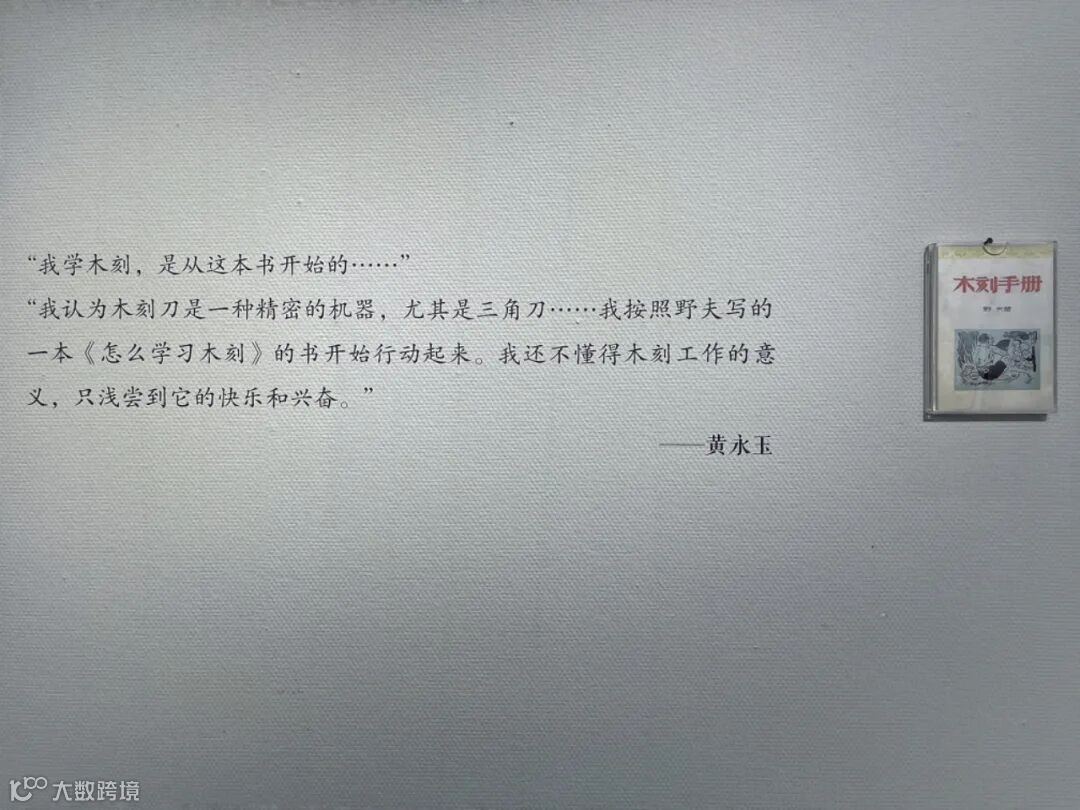 “我学木刻，是从这本书开始的……”
“我认为木刻刀是一种精密的机器，尤其是三角刀……我按照野夫写的
一本《怎么学习木刻》的书开始行动起来。我还不懂得木刻工作的意
义，只浅尝到它的快乐和兴奋。”
——黄永玉
木刻手册
大数跨境